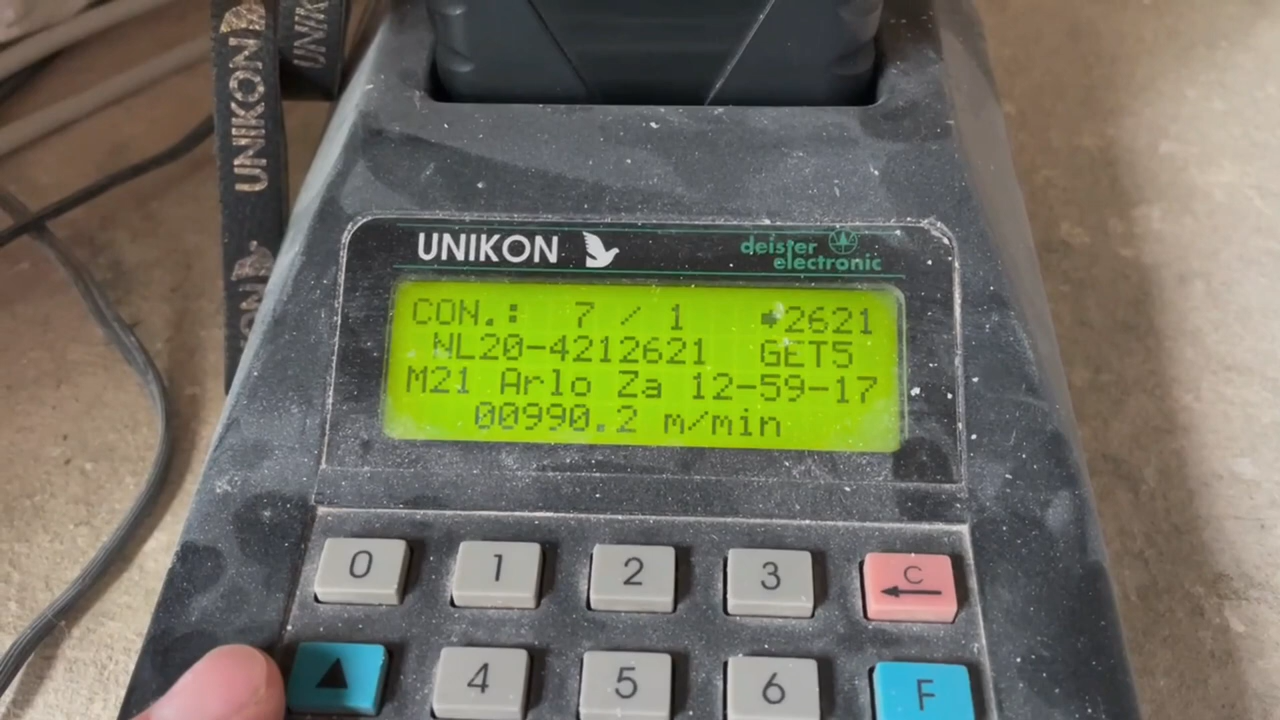 UNIKON
UNIK
UNIKON
deister
electronic
CON.: 7 / 1 →2621
NL20-4212621 GET5
M21 Arlo Za 12-59-17
00990.2 m/min
0 1 2 3 C
4 5 6 F